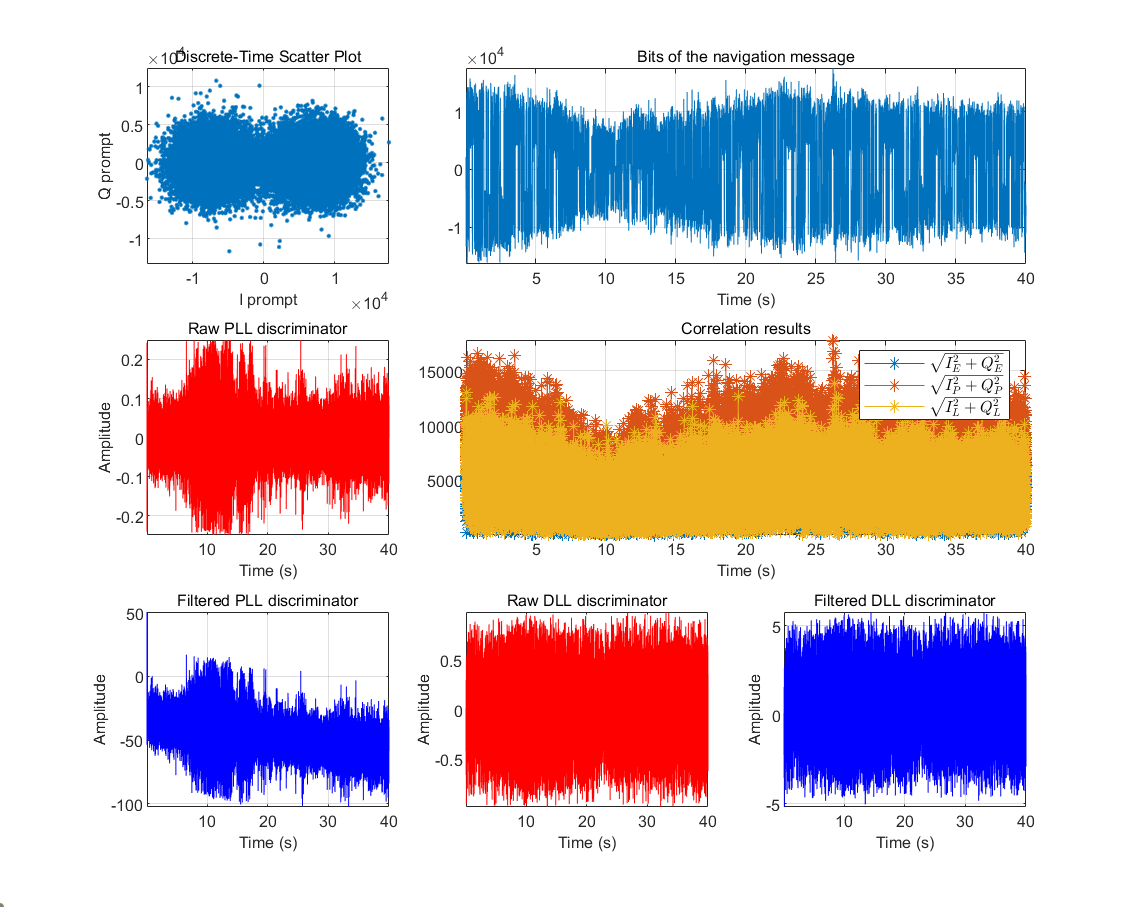 ×10^4
Discrete-Time Scatter Plot
1
0.5
0
-0.5
-1
Q prompt
-1 0 1
I prompt
×10^4
×10^4
Bits of the navigation message
1
0
-1
5 10 15 20 25 30 35 40
Time (s)
Raw PLL discriminator
0.2
0.1
0
-0.1
-0.2
Amplitude
10 20 30 40
Time (s)
Correlation results
15000
10000
5000
√I_E^2 + Q_E^2
√I_P^2 + Q_P^2
√I_L^2 + Q_L^2
5 10 15 20 25 30 35 40
Time (s)
Filtered PLL discriminator
50
0
-50
-100
Amplitude
10 20 30 40
Time (s)
Raw DLL discriminator
0.5
0
-0.5
Amplitude
10 20 30 40
Time (s)
Filtered DLL discriminator
5
0
-5
Amplitude
10 20 30 40
Time (s)